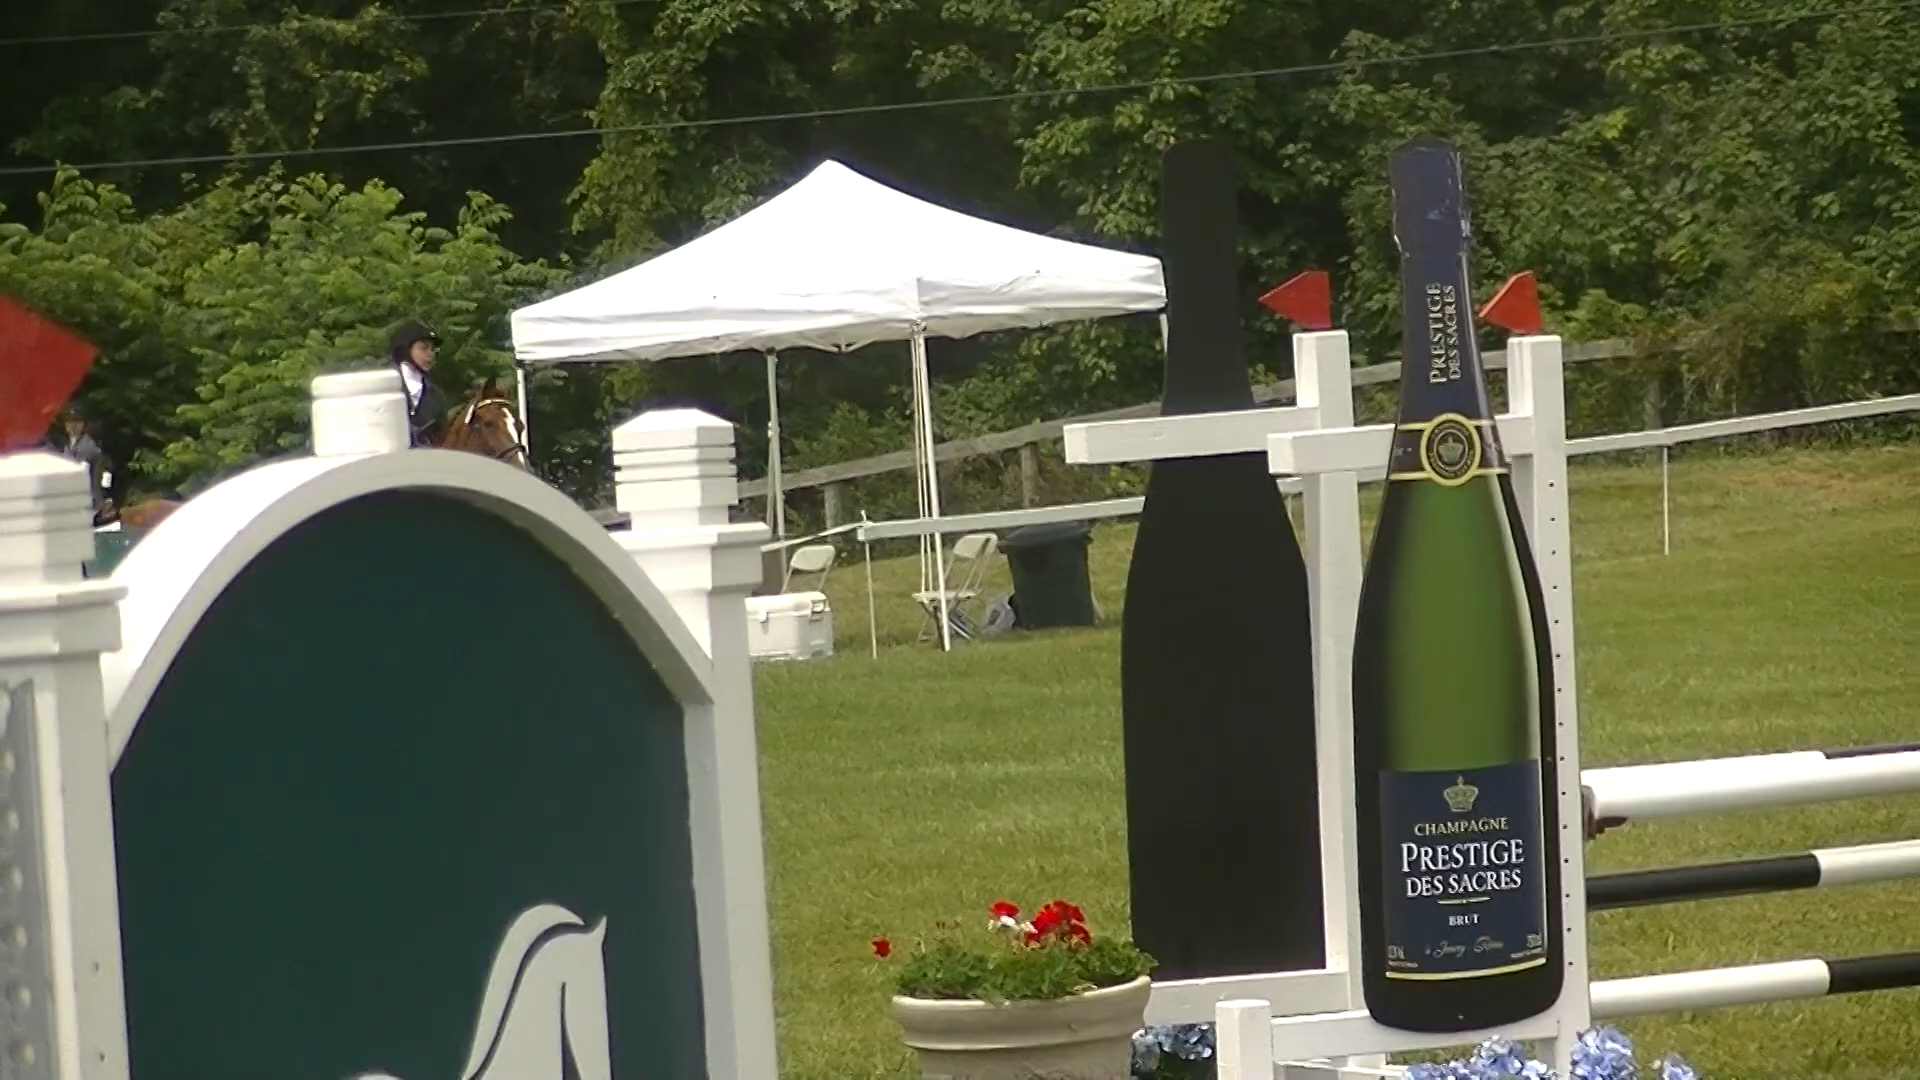 PRESTIGE
DES SACRES
CHAMPAGNE
PRESTIGE
DES SACRES
BRUT